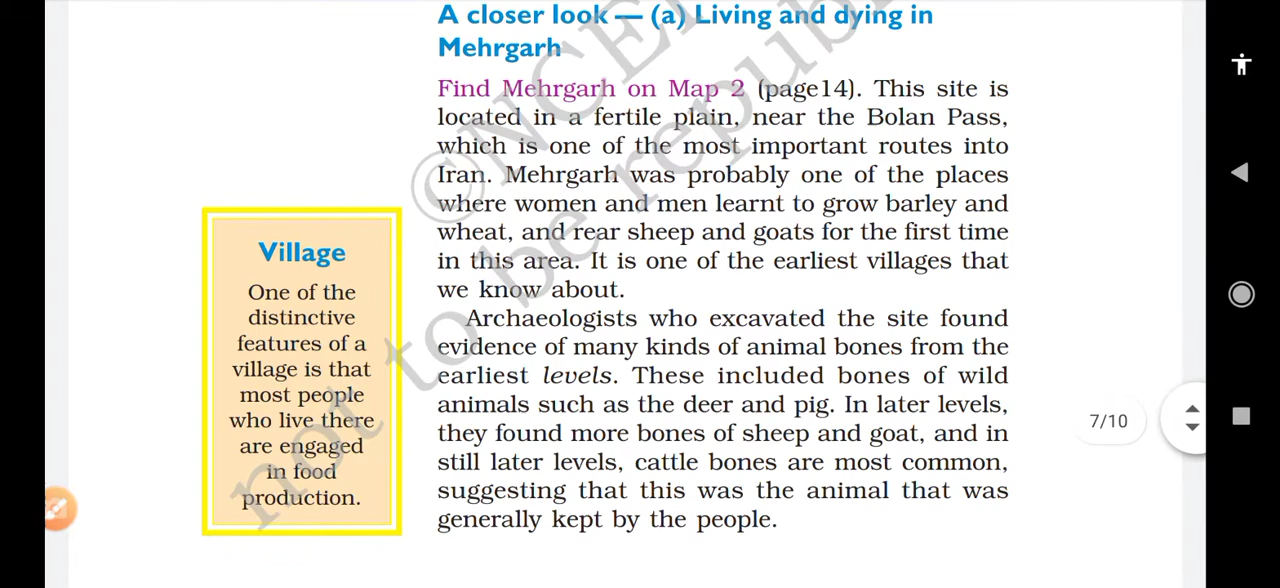 A closer look — (a) Living and dying in
Mehrgarh
Find Mehrgarh on Map 2 (page14). This site is
located in a fertile plain, near the Bolan Pass,
which is one of the most important routes into
Iran. Mehrgarh was probably one of the places
where women and men learnt to grow barley and
wheat, and rear sheep and goats for the first time
in this area. It is one of the earliest villages that
we know about.
Archaeologists who excavated the site found
evidence of many kinds of animal bones from the
earliest levels. These included bones of wild
animals such as the deer and pig. In later levels,
they found more bones of sheep and goat, and in
still later levels, cattle bones are most common,
suggesting that this was the animal that was
generally kept by the people.
Village
One of the
distinctive
features of a
village is that
most people
who live there
are engaged
in food
production.
7/10
©NCE
not to be republ